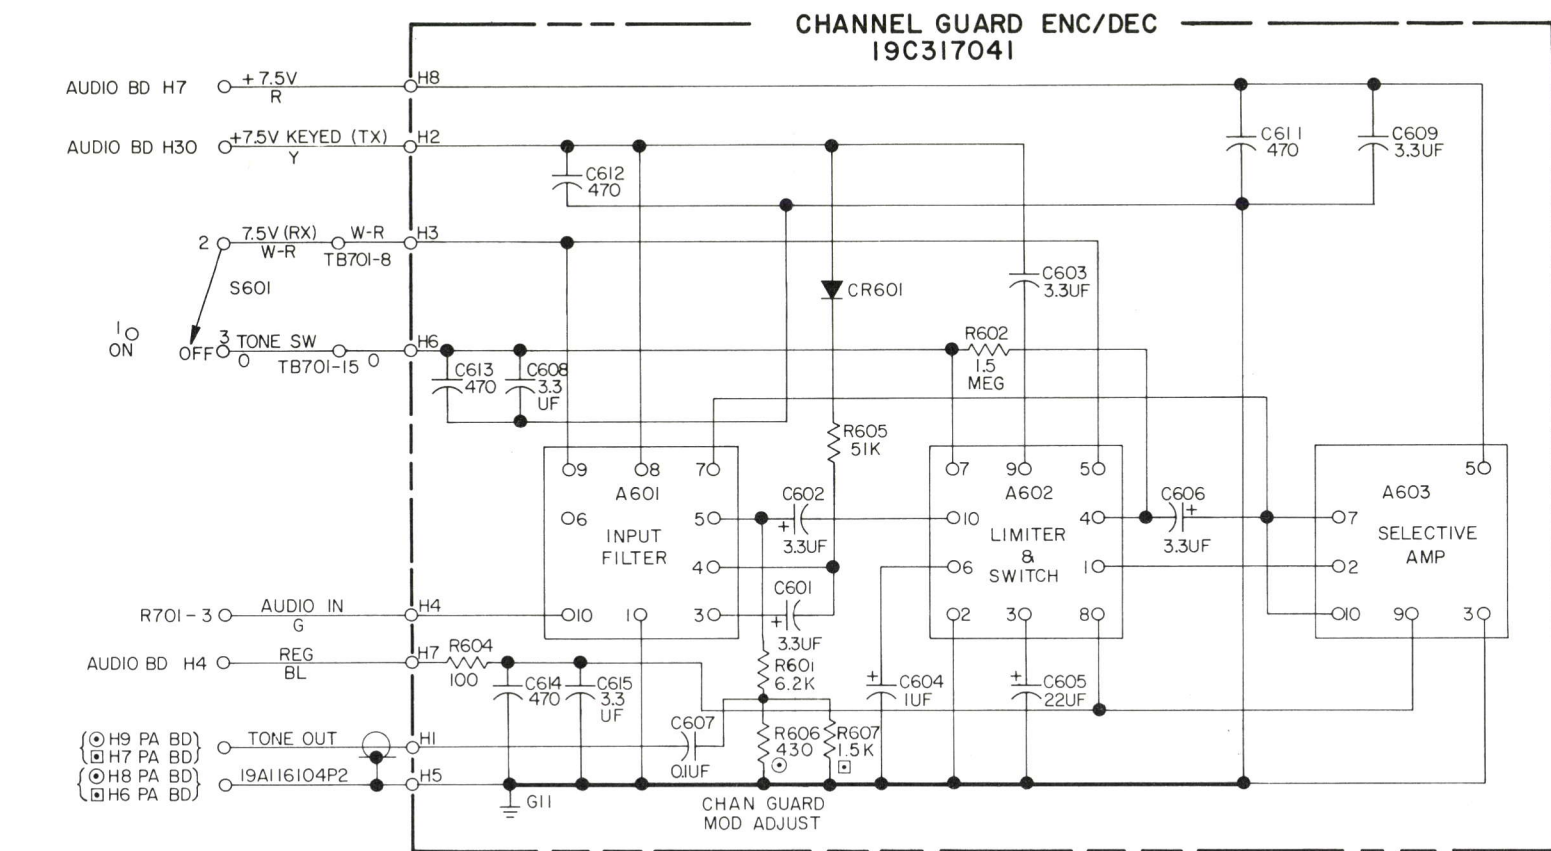 CHANNEL GUARD ENC/DEC
19C317041
AUDIO BD H7
+7.5V
R
H8
AUDIO BD H30
+7.5V KEYED (TX)
Y
H2
C612
470
C611
470
C609
3.3UF
2
7.5V (RX)
W-R
W-R
TB701-8
H3
S601
C603
3.3UF
CR601
1
ON
OFF
3
TONE SW
0
TB701-15
0
H6
C613
470
C608
3.3
UF
R602
1.5
MEG
R605
51K
9
8
7
A601
6
5
INPUT
FILTER
4
10
1
3
C602
+
3.3UF
C601
+
3.3UF
7
9
5
A602
10
4
LIMITER
&
SWITCH
6
1
2
3
8
C606
+
3.3UF
5
A603
7
SELECTIVE
AMP
2
10
9
3
R701-3
AUDIO IN
G
H4
AUDIO BD H4
REG
BL
H7
R604
100
C614
470
C615
3.3
UF
R601
6.2K
+
C604
1UF
+
C605
22UF
H9 PA BD
H7 PA BD
TONE OUT
H1
C607
0.1UF
R606
430
R607
1.5K
H8 PA BD
H6 PA BD
19A116104P2
H5
G11
CHAN GUARD
MOD ADJUST